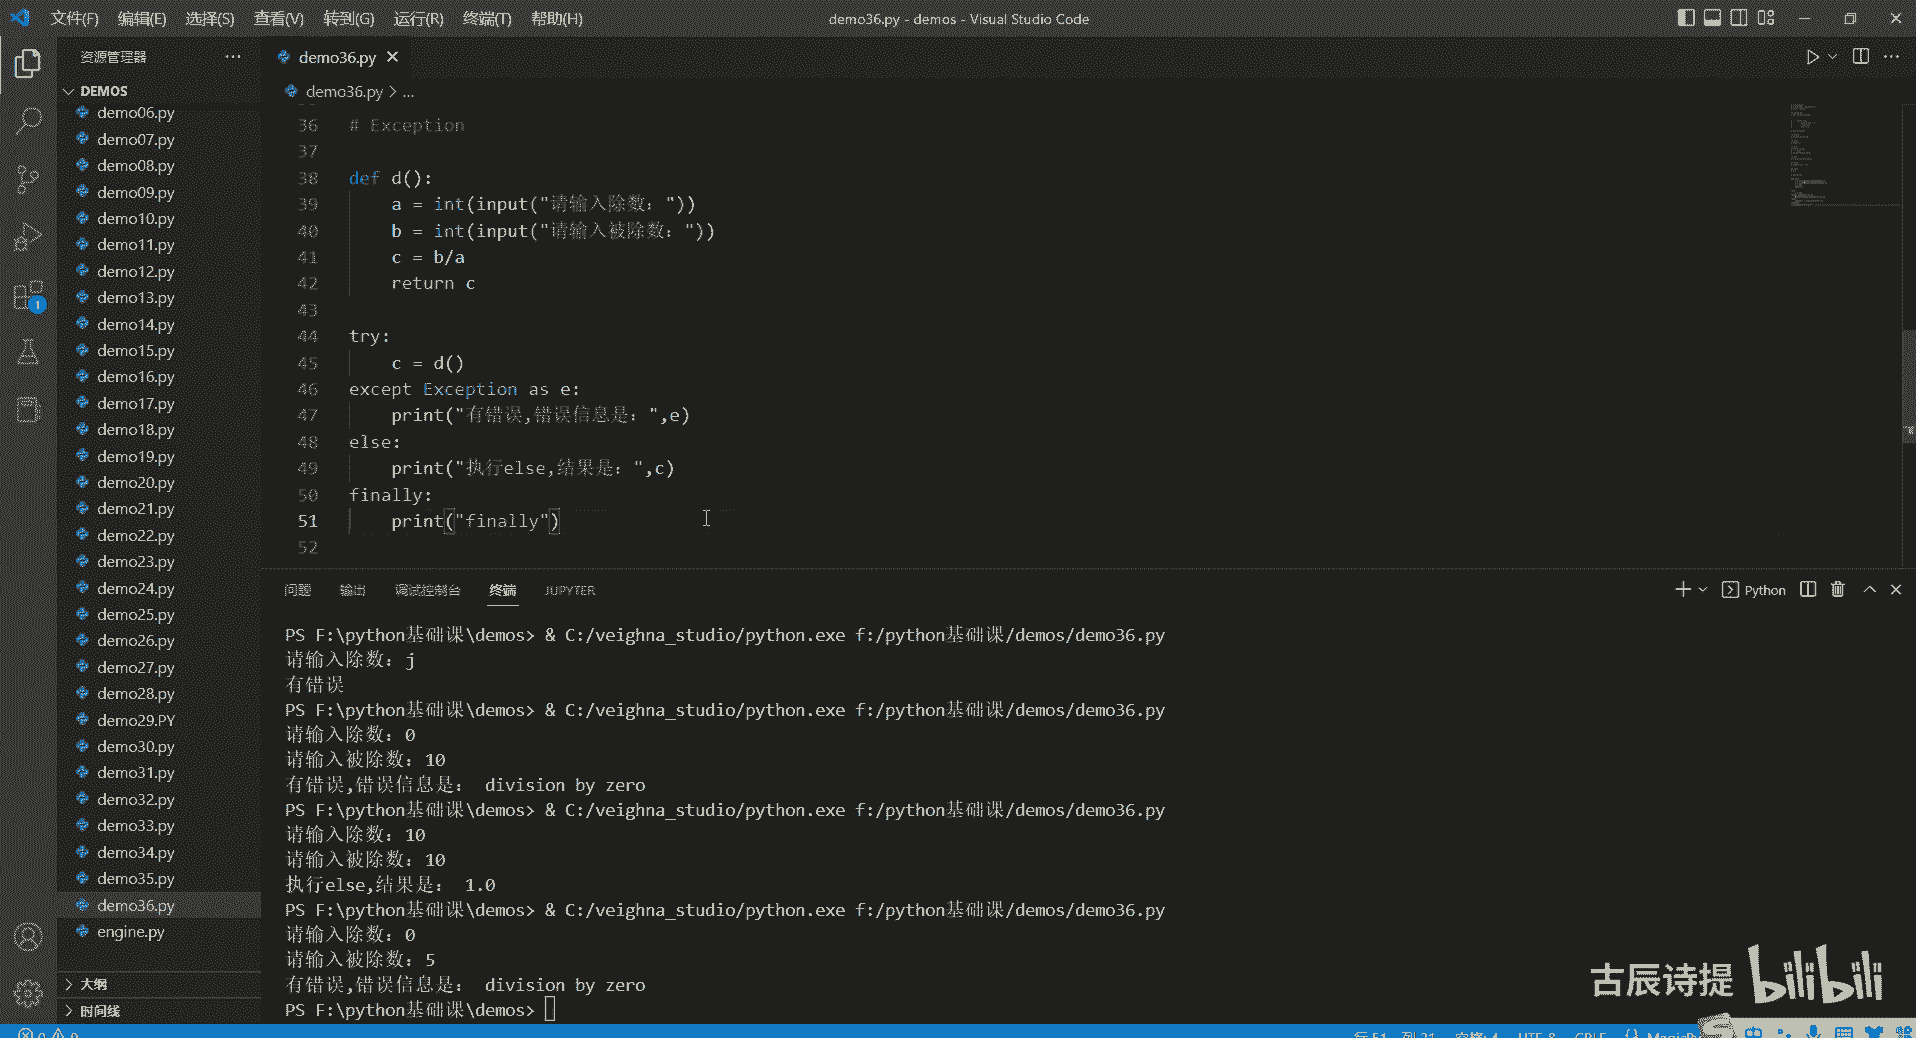 文件(F) 编辑(E) 选择(S) 查看(V) 转到(G) 运行(R) 终端(T) 帮助(H) demo36.py - demos - Visual Studio Code
资源管理器 ...
DEMOS
demo06.py
demo07.py
demo08.py
demo09.py
demo10.py
demo11.py
demo12.py
demo13.py
demo14.py
demo15.py
demo16.py
demo17.py
demo18.py
demo19.py
demo20.py
demo21.py
demo22.py
demo23.py
demo24.py
demo25.py
demo26.py
demo27.py
demo28.py
demo29.PY
demo30.py
demo31.py
demo32.py
demo33.py
demo34.py
demo35.py
demo36.py
engine.py
大纲
时间线
1
demo36.py
demo36.py > ...
36 # Exception
37
38 def d():
39     a = int(input("请输入除数："))
40     b = int(input("请输入被除数："))
41     c = b/a
42     return c
43
44 try:
45     c = d()
46 except Exception as e:
47     print("有错误,错误信息是：",e)
48 else:
49     print("执行else,结果是：",c)
50 finally:
51     print("finally")
52
问题 输出 调试控制台 终端 JUPYTER
Python
PS F:\python基础课\demos> & C:/veighna_studio/python.exe f:/python基础课/demos/demo36.py
请输入除数：j
有错误
PS F:\python基础课\demos> & C:/veighna_studio/python.exe f:/python基础课/demos/demo36.py
请输入除数：0
请输入被除数：10
有错误,错误信息是： division by zero
PS F:\python基础课\demos> & C:/veighna_studio/python.exe f:/python基础课/demos/demo36.py
请输入除数：10
请输入被除数：10
执行else,结果是： 1.0
PS F:\python基础课\demos> & C:/veighna_studio/python.exe f:/python基础课/demos/demo36.py
请输入除数：0
请输入被除数：5
有错误,错误信息是： division by zero
PS F:\python基础课\demos>
古辰诗提 bilibili